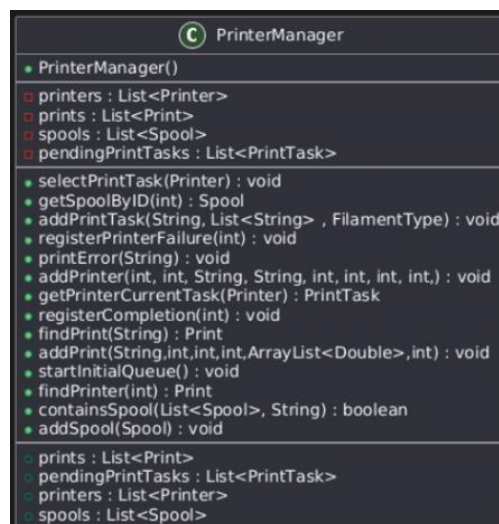 C PrinterManager
PrinterManager()
printers : List<Printer>
prints : List<Print>
spools : List<Spool>
pendingPrintTasks : List<PrintTask>
selectPrintTask(Printer) : void
getSpoolByID(int) : Spool
addPrintTask(String, List<String> , FilamentType) : void
registerPrinterFailure(int) : void
printError(String) : void
addPrinter(int, int, String, String, int, int, int, int,) : void
getPrinterCurrentTask(Printer) : PrintTask
registerCompletion(int) : void
findPrint(String) : Print
addPrint(String,int,int,int,ArrayList<Double>,int) : void
startInitialQueue() : void
findPrinter(int) : Print
containsSpool(List<Spool>, String) : boolean
addSpool(Spool) : void
prints : List<Print>
pendingPrintTasks : List<PrintTask>
printers : List<Printer>
spools : List<Spool>